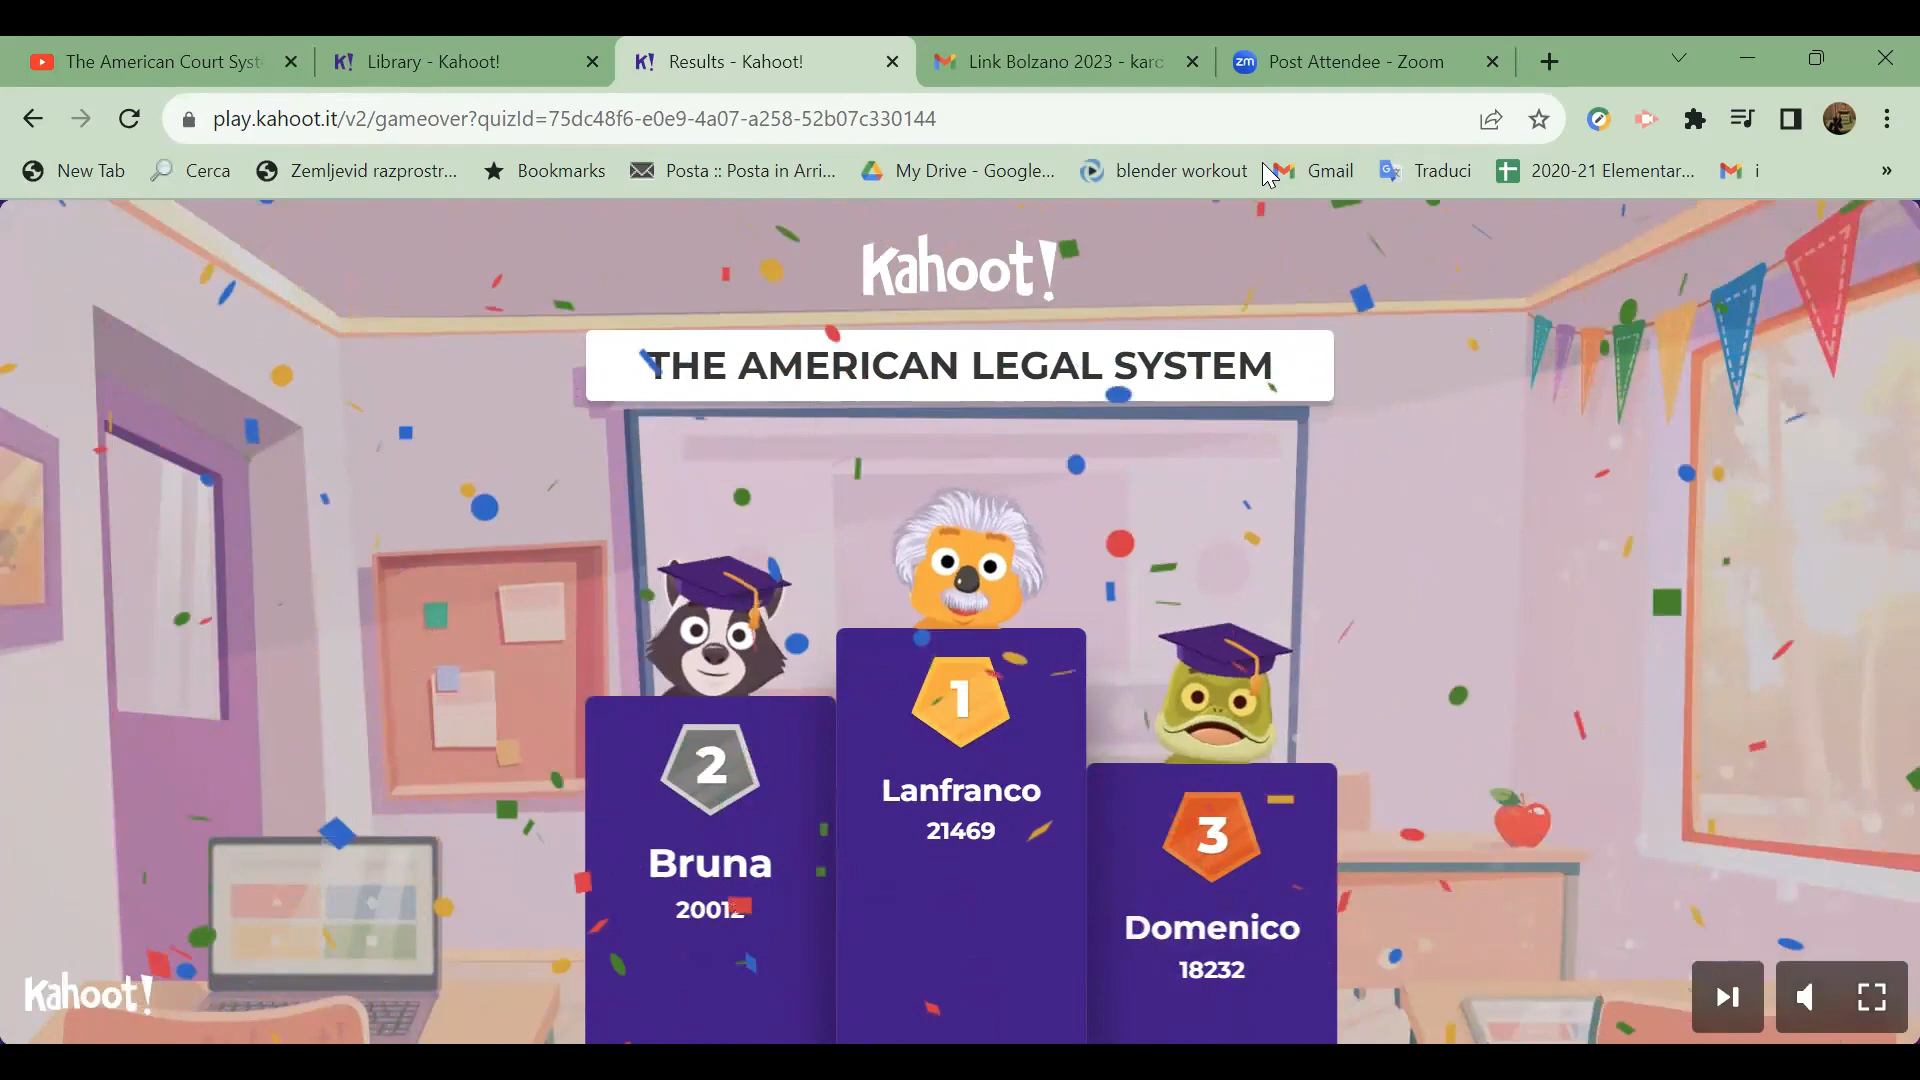 The American Court Syst
Library - Kahoot!
Results - Kahoot!
Link Bolzano 2023 - karo
zm
Post Attendee - Zoom
play.kahoot.it/v2/gameover?quizId=75dc48f6-e0e9-4a07-a258-52b07c330144
New Tab
Cerca
Zemljevid razprostr...
Bookmarks
Posta :: Posta in Arri...
My Drive - Google...
blender workout
Gmail
Traduci
2020-21 Elementar...
i
»
Kahoot!
THE AMERICAN LEGAL SYSTEM
1
Lanfranco
21469
2
Bruna
20012
3
Domenico
18232
Kahoot!